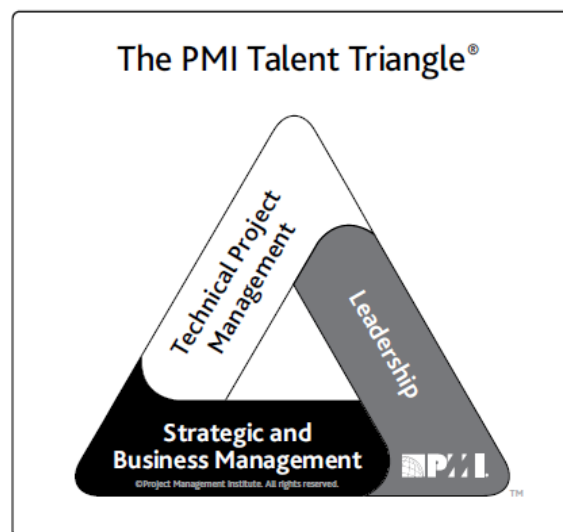 The PMI Talent Triangle®
Technical Project
Management
Leadership
Strategic and
Business Management
©Project Management Institute. All rights reserved.
PMI.
TM